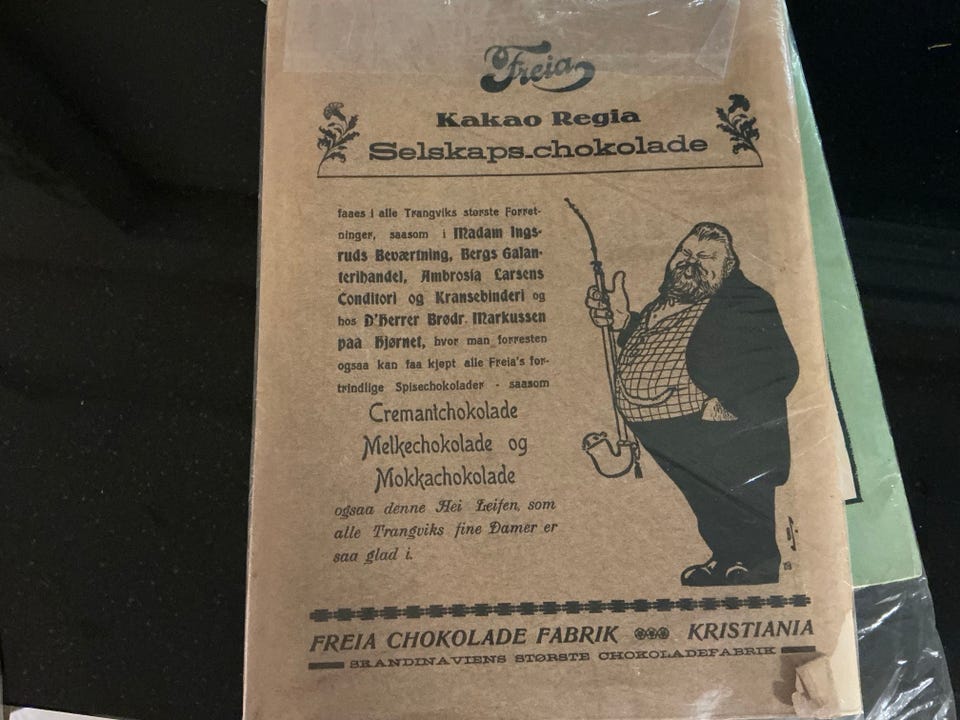 Freia
Kakao Regia
Selskaps-chokolade
faaes i alle Trangviks største Forret-
ninger, saasom i Madam Ings-
ruds Beværtning, Bergs Galan-
terihandel, Ambrosia Larsens
Conditori og Kransebinderi og
hos D'Herrer Brødr. Markussen
paa Hjørnet, hvor man forresten
ogsaa kan faa kjøpt alle Freia's for-
trindlige Spisechokolader - saasom
Cremantchokolade
Melkechokolade og
Mokkachokolade
ogsaa denne Hei Leifen, som
alle Trangviks fine Damer er
saa glad i.
FREIA CHOKOLADE FABRIK KRISTIANIA
SKANDINAVIENS STØRSTE CHOKOLADEFABRIK